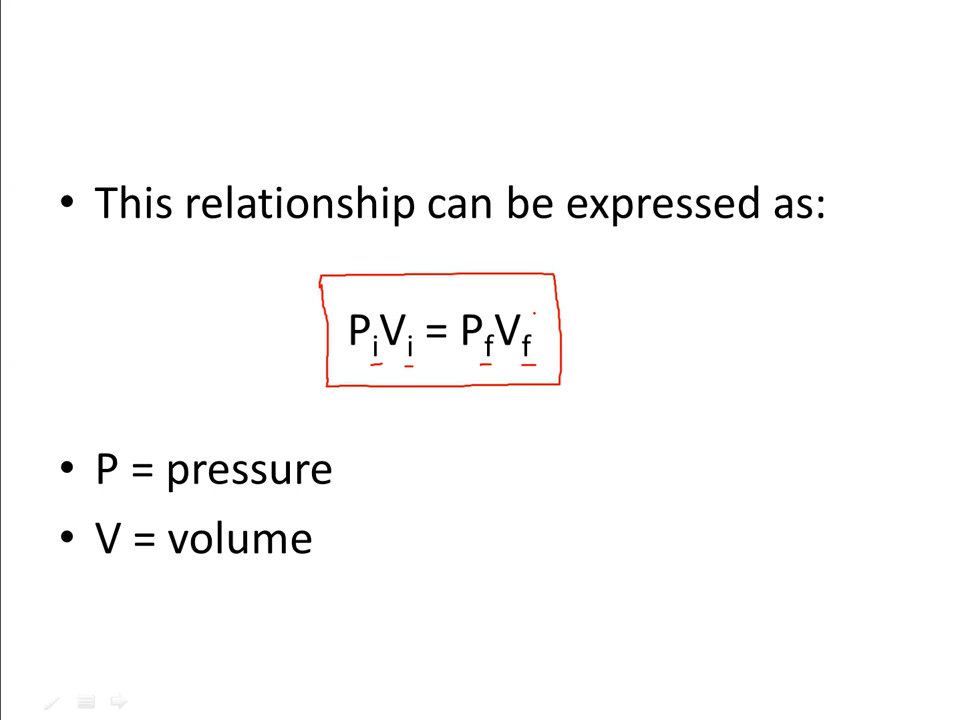 • This relationship can be expressed as:
PᵢVᵢ = P_fV_f
• P = pressure
• V = volume